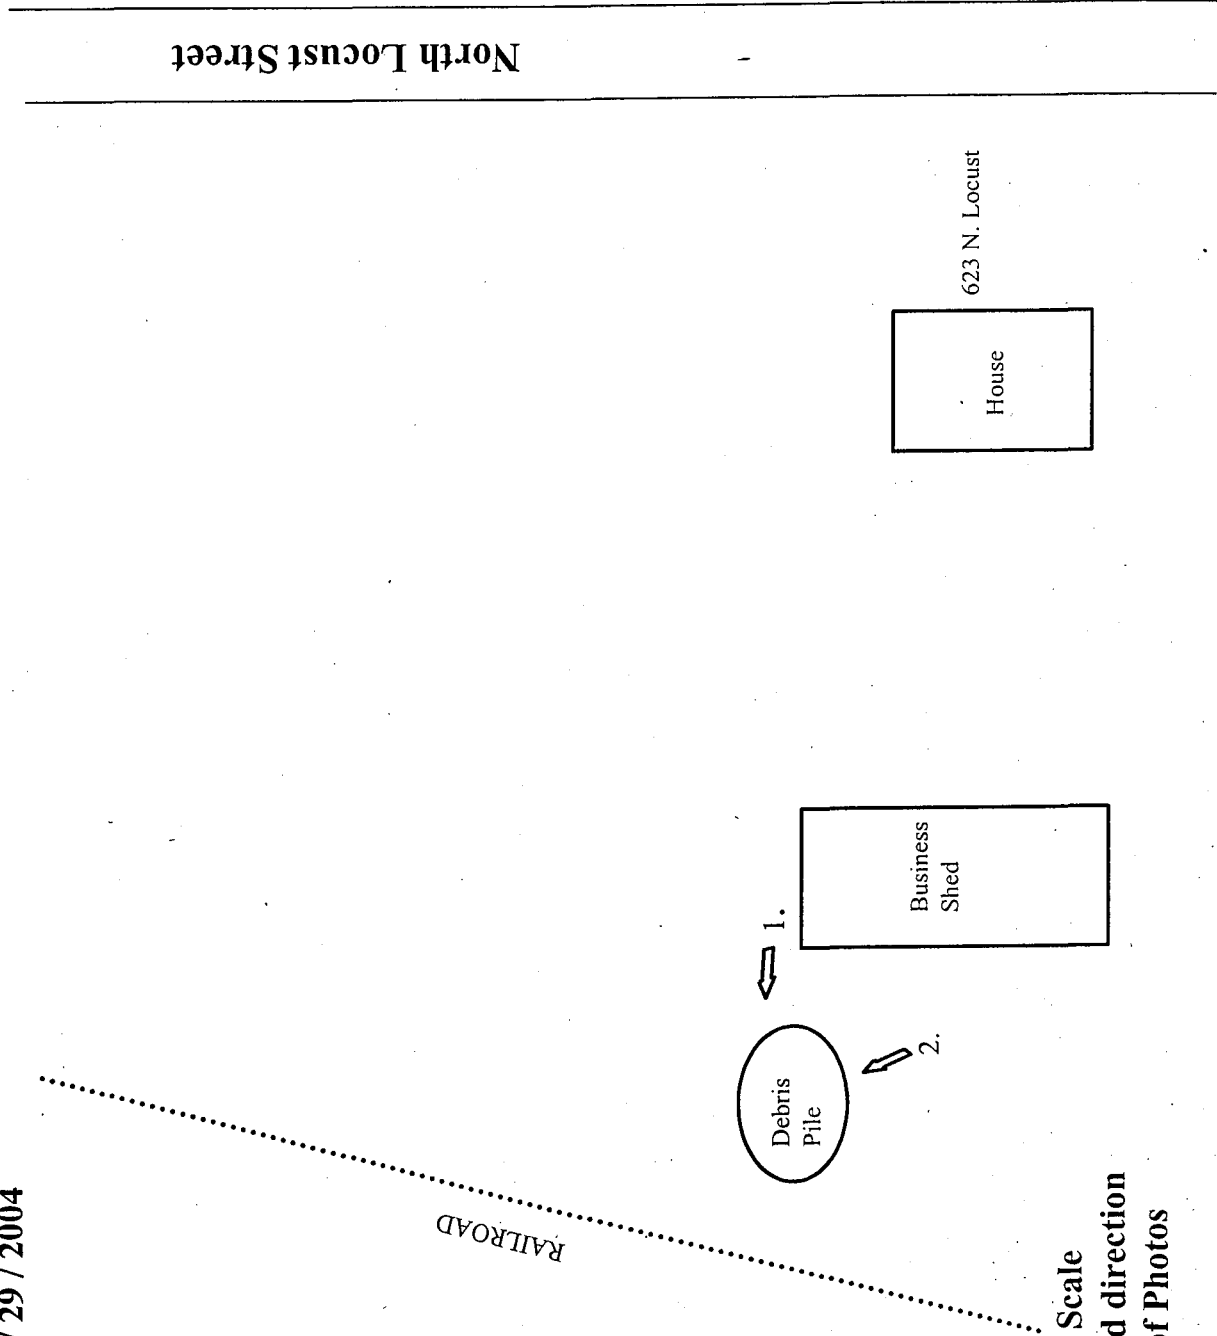 / 29 / 2004
North Locust Street
623 N. Locust
House
Business
Shed
1.
2.
Debris
Pile
RAILROAD
Scale
d direction
f Photos